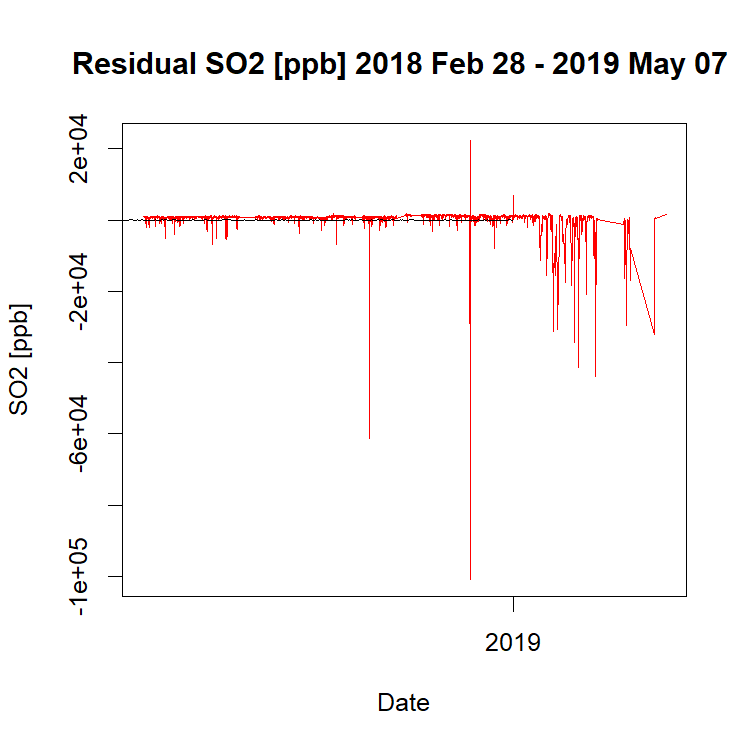 Residual SO2 [ppb] 2018 Feb 28 - 2019 May 07
2e+04
-2e+04
-6e+04
-1e+05
SO2 [ppb]
2019
Date